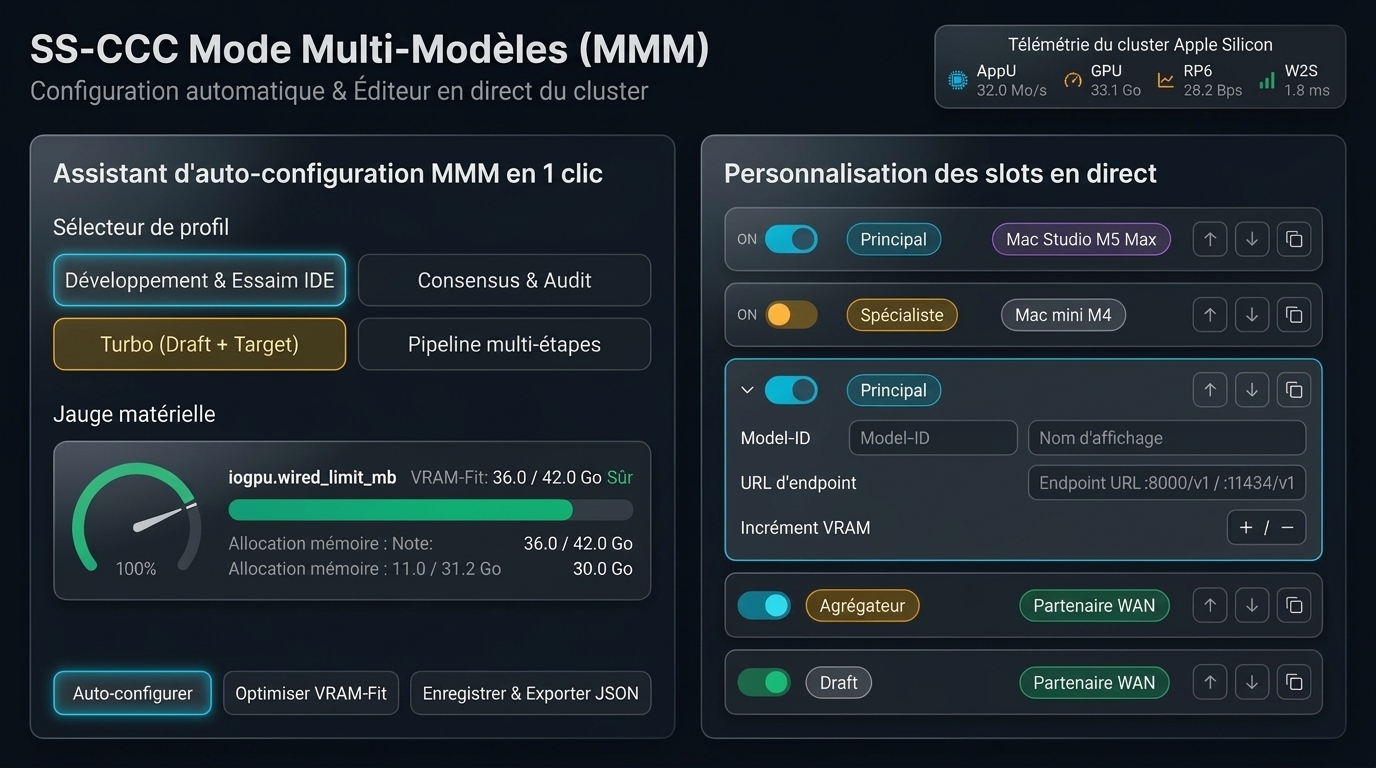 SS-CCC Mode Multi-Modèles (MMM)
Configuration automatique & Éditeur en direct du cluster
Télémétrie du cluster Apple Silicon
AppU
32.0 Mo/s
GPU
33.1 Go
RP6
28.2 Bps
W2S
1.8 ms
Assistant d'auto-configuration MMM en 1 clic
Sélecteur de profil
Développement & Essaim IDE
Consensus & Audit
Turbo (Draft + Target)
Pipeline multi-étapes
Jauge matérielle
100%
iogpu.wired_limit_mb VRAM-Fit: 36.0 / 42.0 Go Sûr
Allocation mémoire : Note: 36.0 / 42.0 Go
Allocation mémoire : 11.0 / 31.2 Go 30.0 Go
Auto-configurer
Optimiser VRAM-Fit
Enregistrer & Exporter JSON
Personnalisation des slots en direct
ON Principal Mac Studio M5 Max
ON Spécialiste Mac mini M4
Principal
Model-ID Model-ID Nom d'affichage
URL d'endpoint Endpoint URL :8000/v1 / :11434/v1
Incrément VRAM + / −
Agrégateur Partenaire WAN
Draft Partenaire WAN